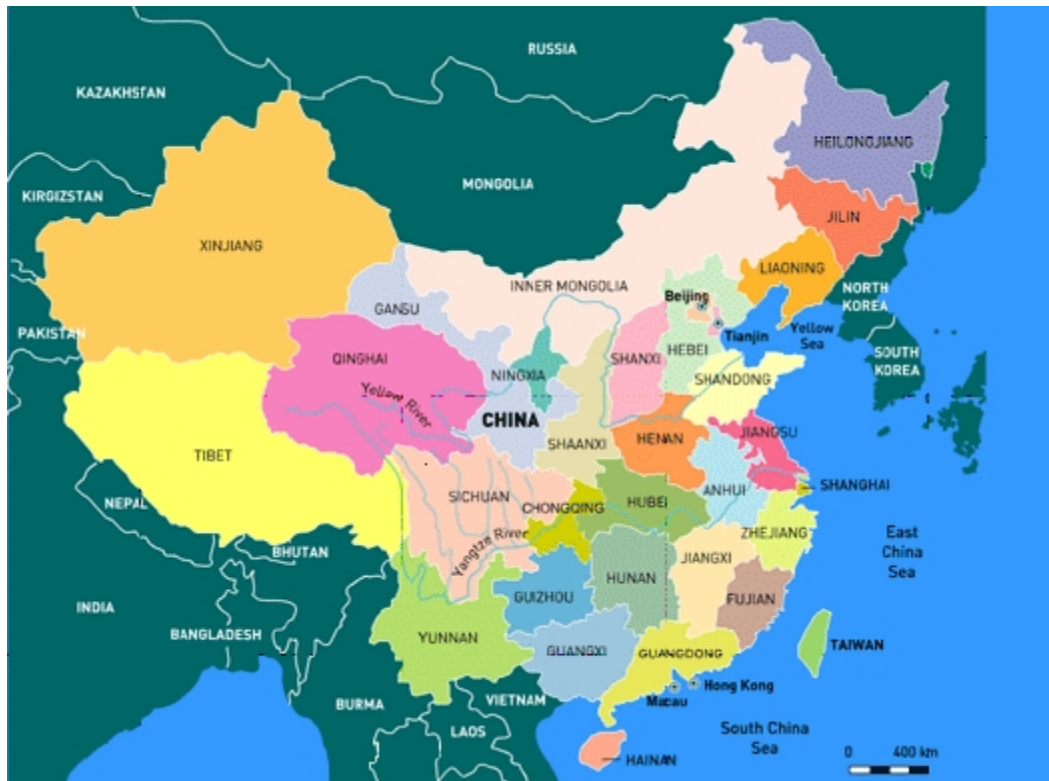 RUSSIA
KAZAKHSTAN
HEILONGJIANG
MONGOLIA
KIRGIZSTAN
JILIN
XINJIANG
LIAONING
INNER MONGOLIA
Beijing
NORTH
KOREA
GANSU
Tianjin
Yellow
Sea
PAKISTAN
QINGHAI
SHANXI
HEBEI
SOUTH
KOREA
NINGXIA
SHANDONG
Yellow River
CHINA
JIANGSU
HENAN
SHAANXI
TIBET
SHANGHAI
ANHUI
SICHUAN
HUBEI
NEPAL
CHONGQING
ZHEJIANG
East
China
Sea
Yangtze River
BHUTAN
JIANGXI
HUNAN
GUIZHOU
FUJIAN
INDIA
BANGLADESH
YUNNAN
TAIWAN
GUANGXI
GUANGDONG
Hong Kong
Macau
VIETNAM
BURMA
LAOS
South China
Sea
0 400 km
HAINAN